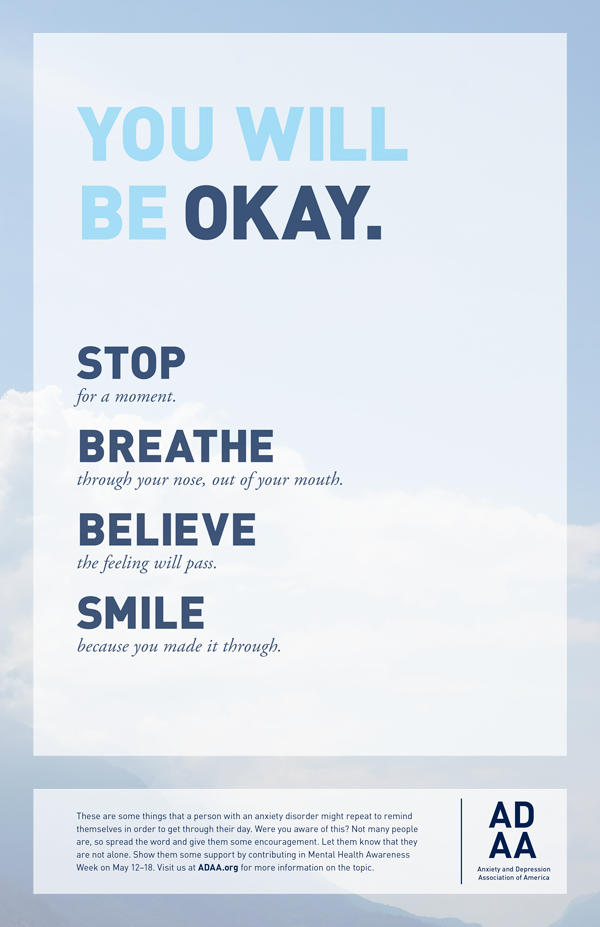 YOU WILL
BE OKAY.
STOP
for a moment.
BREATHE
through your nose, out of your mouth.
BELIEVE
the feeling will pass.
SMILE
because you made it through.
These are some things that a person with an anxiety disorder might repeat to remind
themselves in order to get through their day. Were you aware of this? Not many people
are, so spread the word and give them some encouragement. Let them know that they
are not alone. Show them some support by contributing in Mental Health Awareness
Week on May 12–18. Visit us at ADAA.org for more information on the topic.
AD
AA
Anxiety and Depression
Association of America